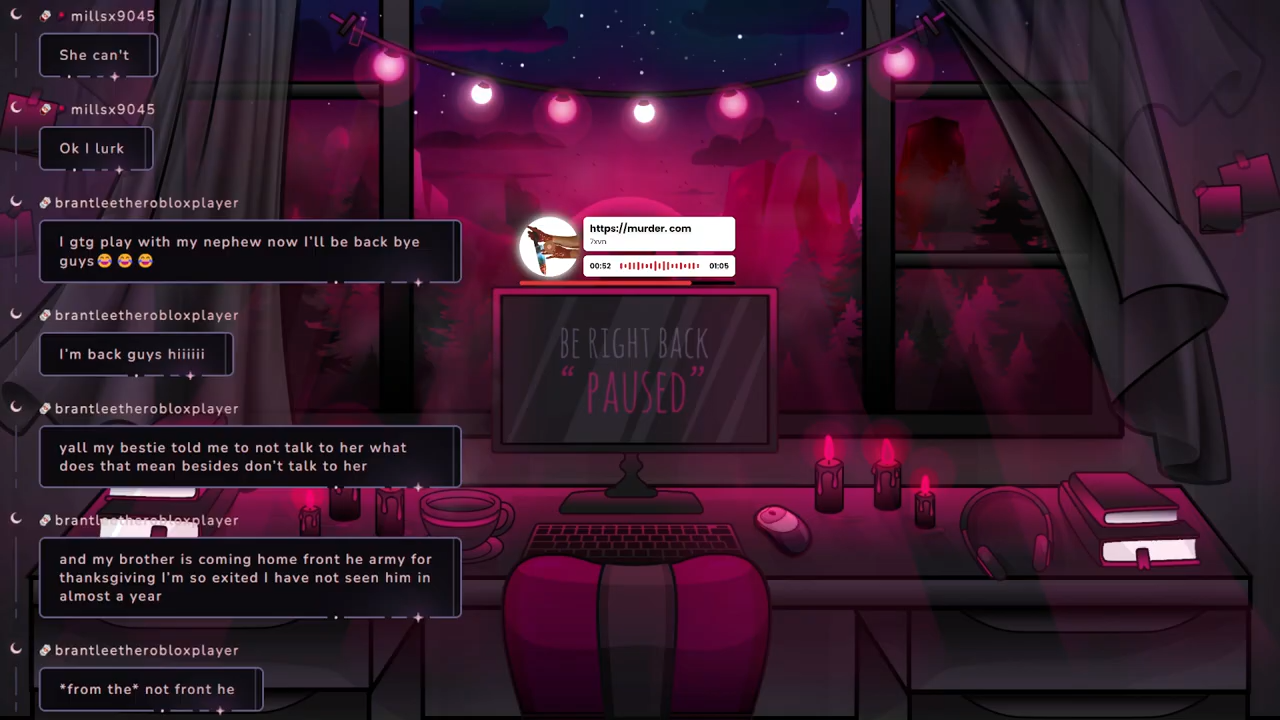 millsx9045
She can't
millsx9045
Ok I lurk
brantleetherobloxplayer
I gtg play with my nephew now I'll be back bye
guys😂 😂 😂
brantleetherobloxplayer
I'm back guys hiiiiii
brantleetherobloxplayer
yall my bestie told me to not talk to her what
does that mean besides don't talk to her
brantleetherobloxplayer
and my brother is coming home front he army for
thanksgiving I'm so exited I have not seen him in
almost a year
brantleetherobloxplayer
*from the* not front he
https://murder. com
7xvn
00:52 01:05
BE RIGHT BACK
“ PAUSED”